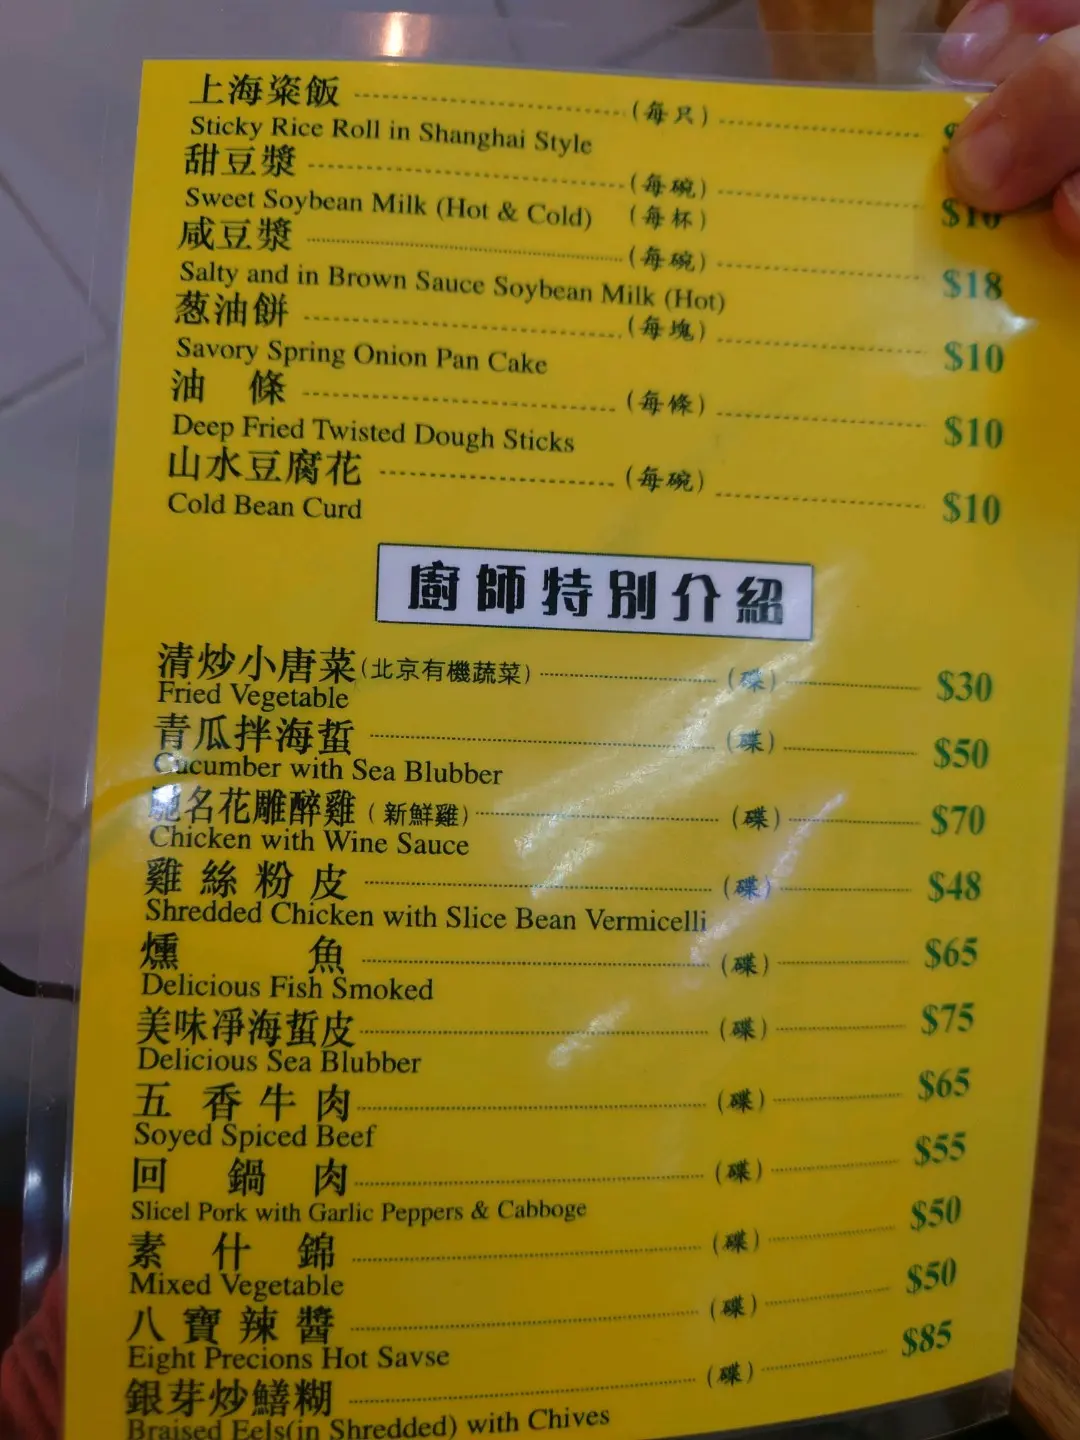 上海粢飯 (每只) $
Sticky Rice Roll in Shanghai Style
甜豆漿 (每碗) $10
Sweet Soybean Milk (Hot & Cold) (每杯)
咸豆漿 (每碗) $18
Salty and in Brown Sauce Soybean Milk (Hot)
葱油餅 (每塊) $10
Savory Spring Onion Pan Cake
油條 (每條) $10
Deep Fried Twisted Dough Sticks
山水豆腐花 (每碗) $10
Cold Bean Curd
廚師特別介紹
清炒小唐菜(北京有機蔬菜) (碟) $30
Fried Vegetable
青瓜拌海蜇 (碟) $50
Cucumber with Sea Blubber
馳名花雕醉雞 (新鮮雞) (碟) $70
Chicken with Wine Sauce
雞絲粉皮 (碟) $48
Shredded Chicken with Slice Bean Vermicelli
燻魚 (碟) $65
Delicious Fish Smoked
美味凈海蜇皮 (碟) $75
Delicious Sea Blubber
五香牛肉 (碟) $65
Soyed Spiced Beef
回鍋肉 (碟) $55
Slicel Pork with Garlic Peppers & Cabboge
素什錦 (碟) $50
Mixed Vegetable
八寶辣醬 (碟) $50
Eight Precions Hot Savse
銀芽炒鱔糊 (碟) $85
Braised Eels(in Shredded) with Chives